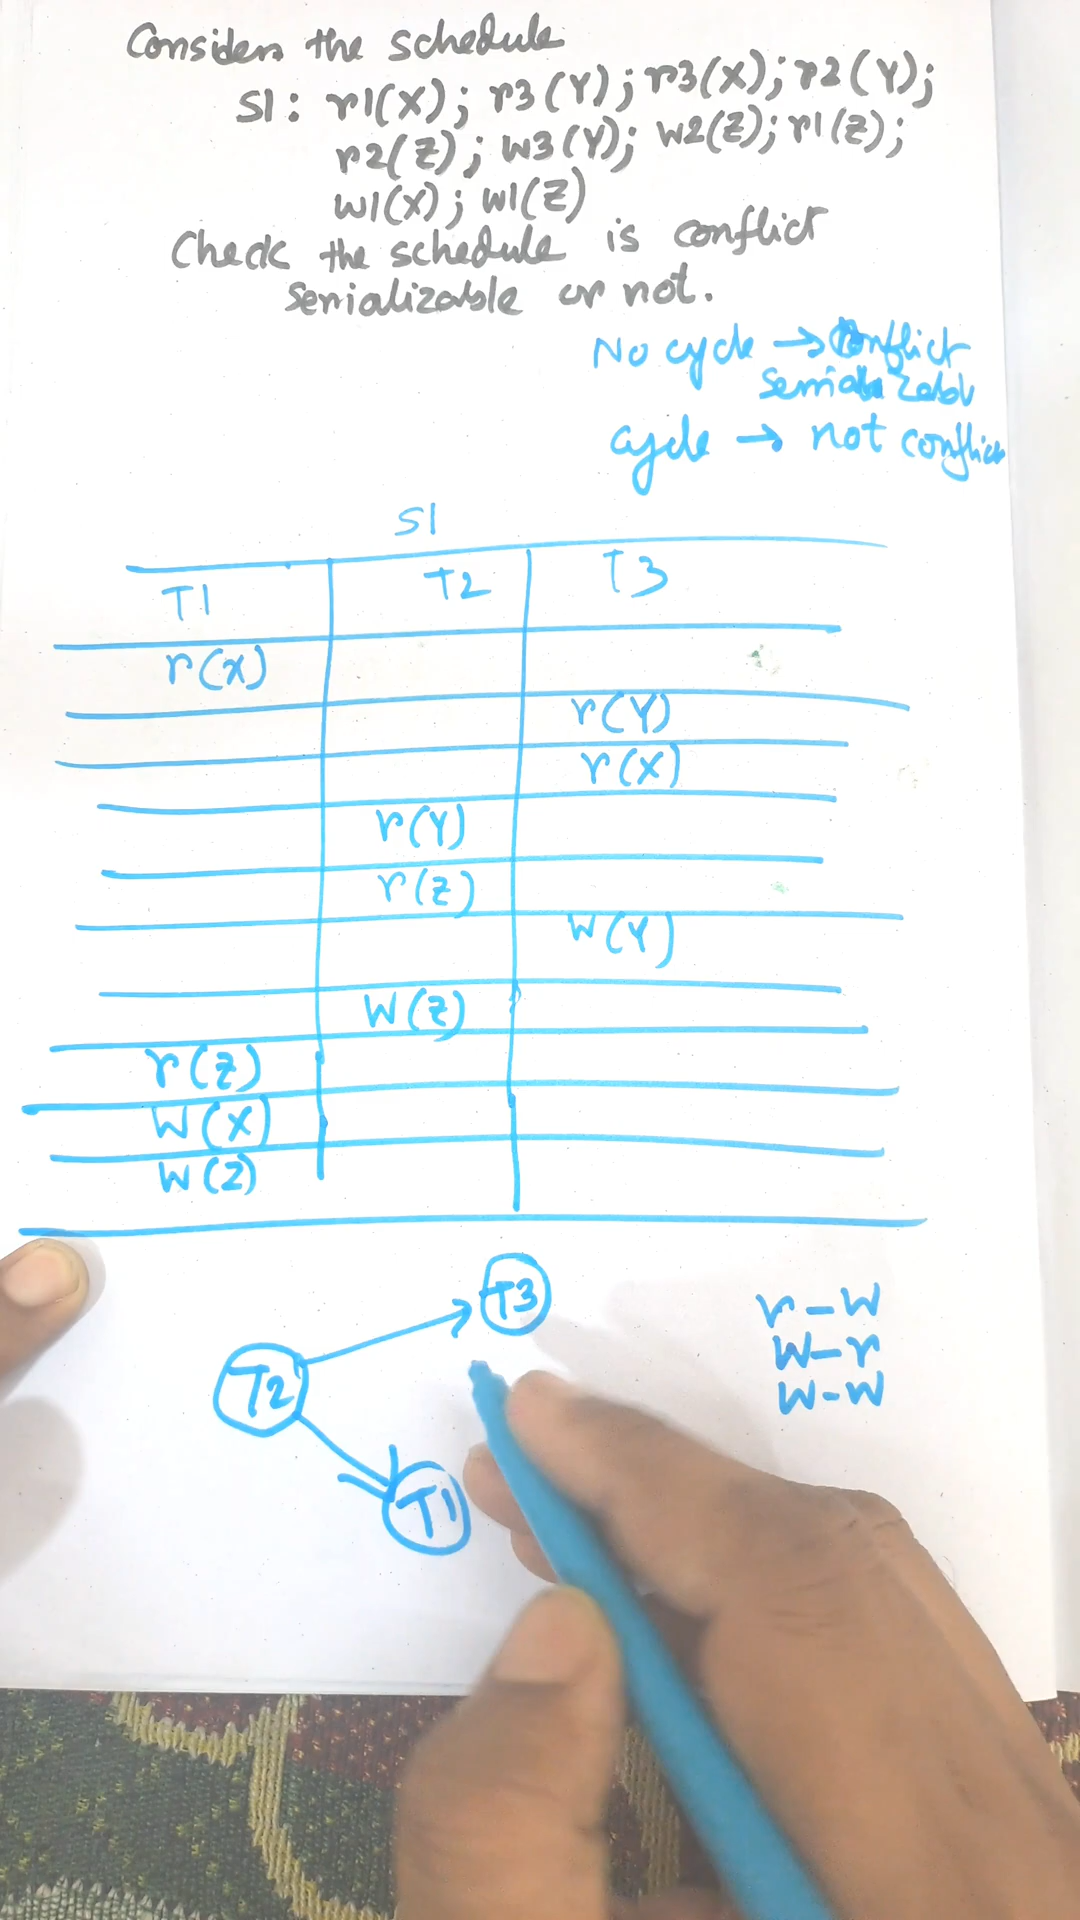 Consider the schedule
S1: r1(X); r3(Y); r3(X); r2(Y);
r2(Z); w3(Y); w2(Z); r1(Z);
w1(X); w1(Z)
Check the schedule is conflict
Serializable or not.
No cycle → Conflict
Serializable
cycle → not conflict
S1
T1 T2 T3
r(X)
r(Y)
r(X)
r(Y)
r(Z)
W(Y)
W(Z)
r(Z)
W(X)
W(Z)
T3
r-W
T2
W-r
W-W
T1